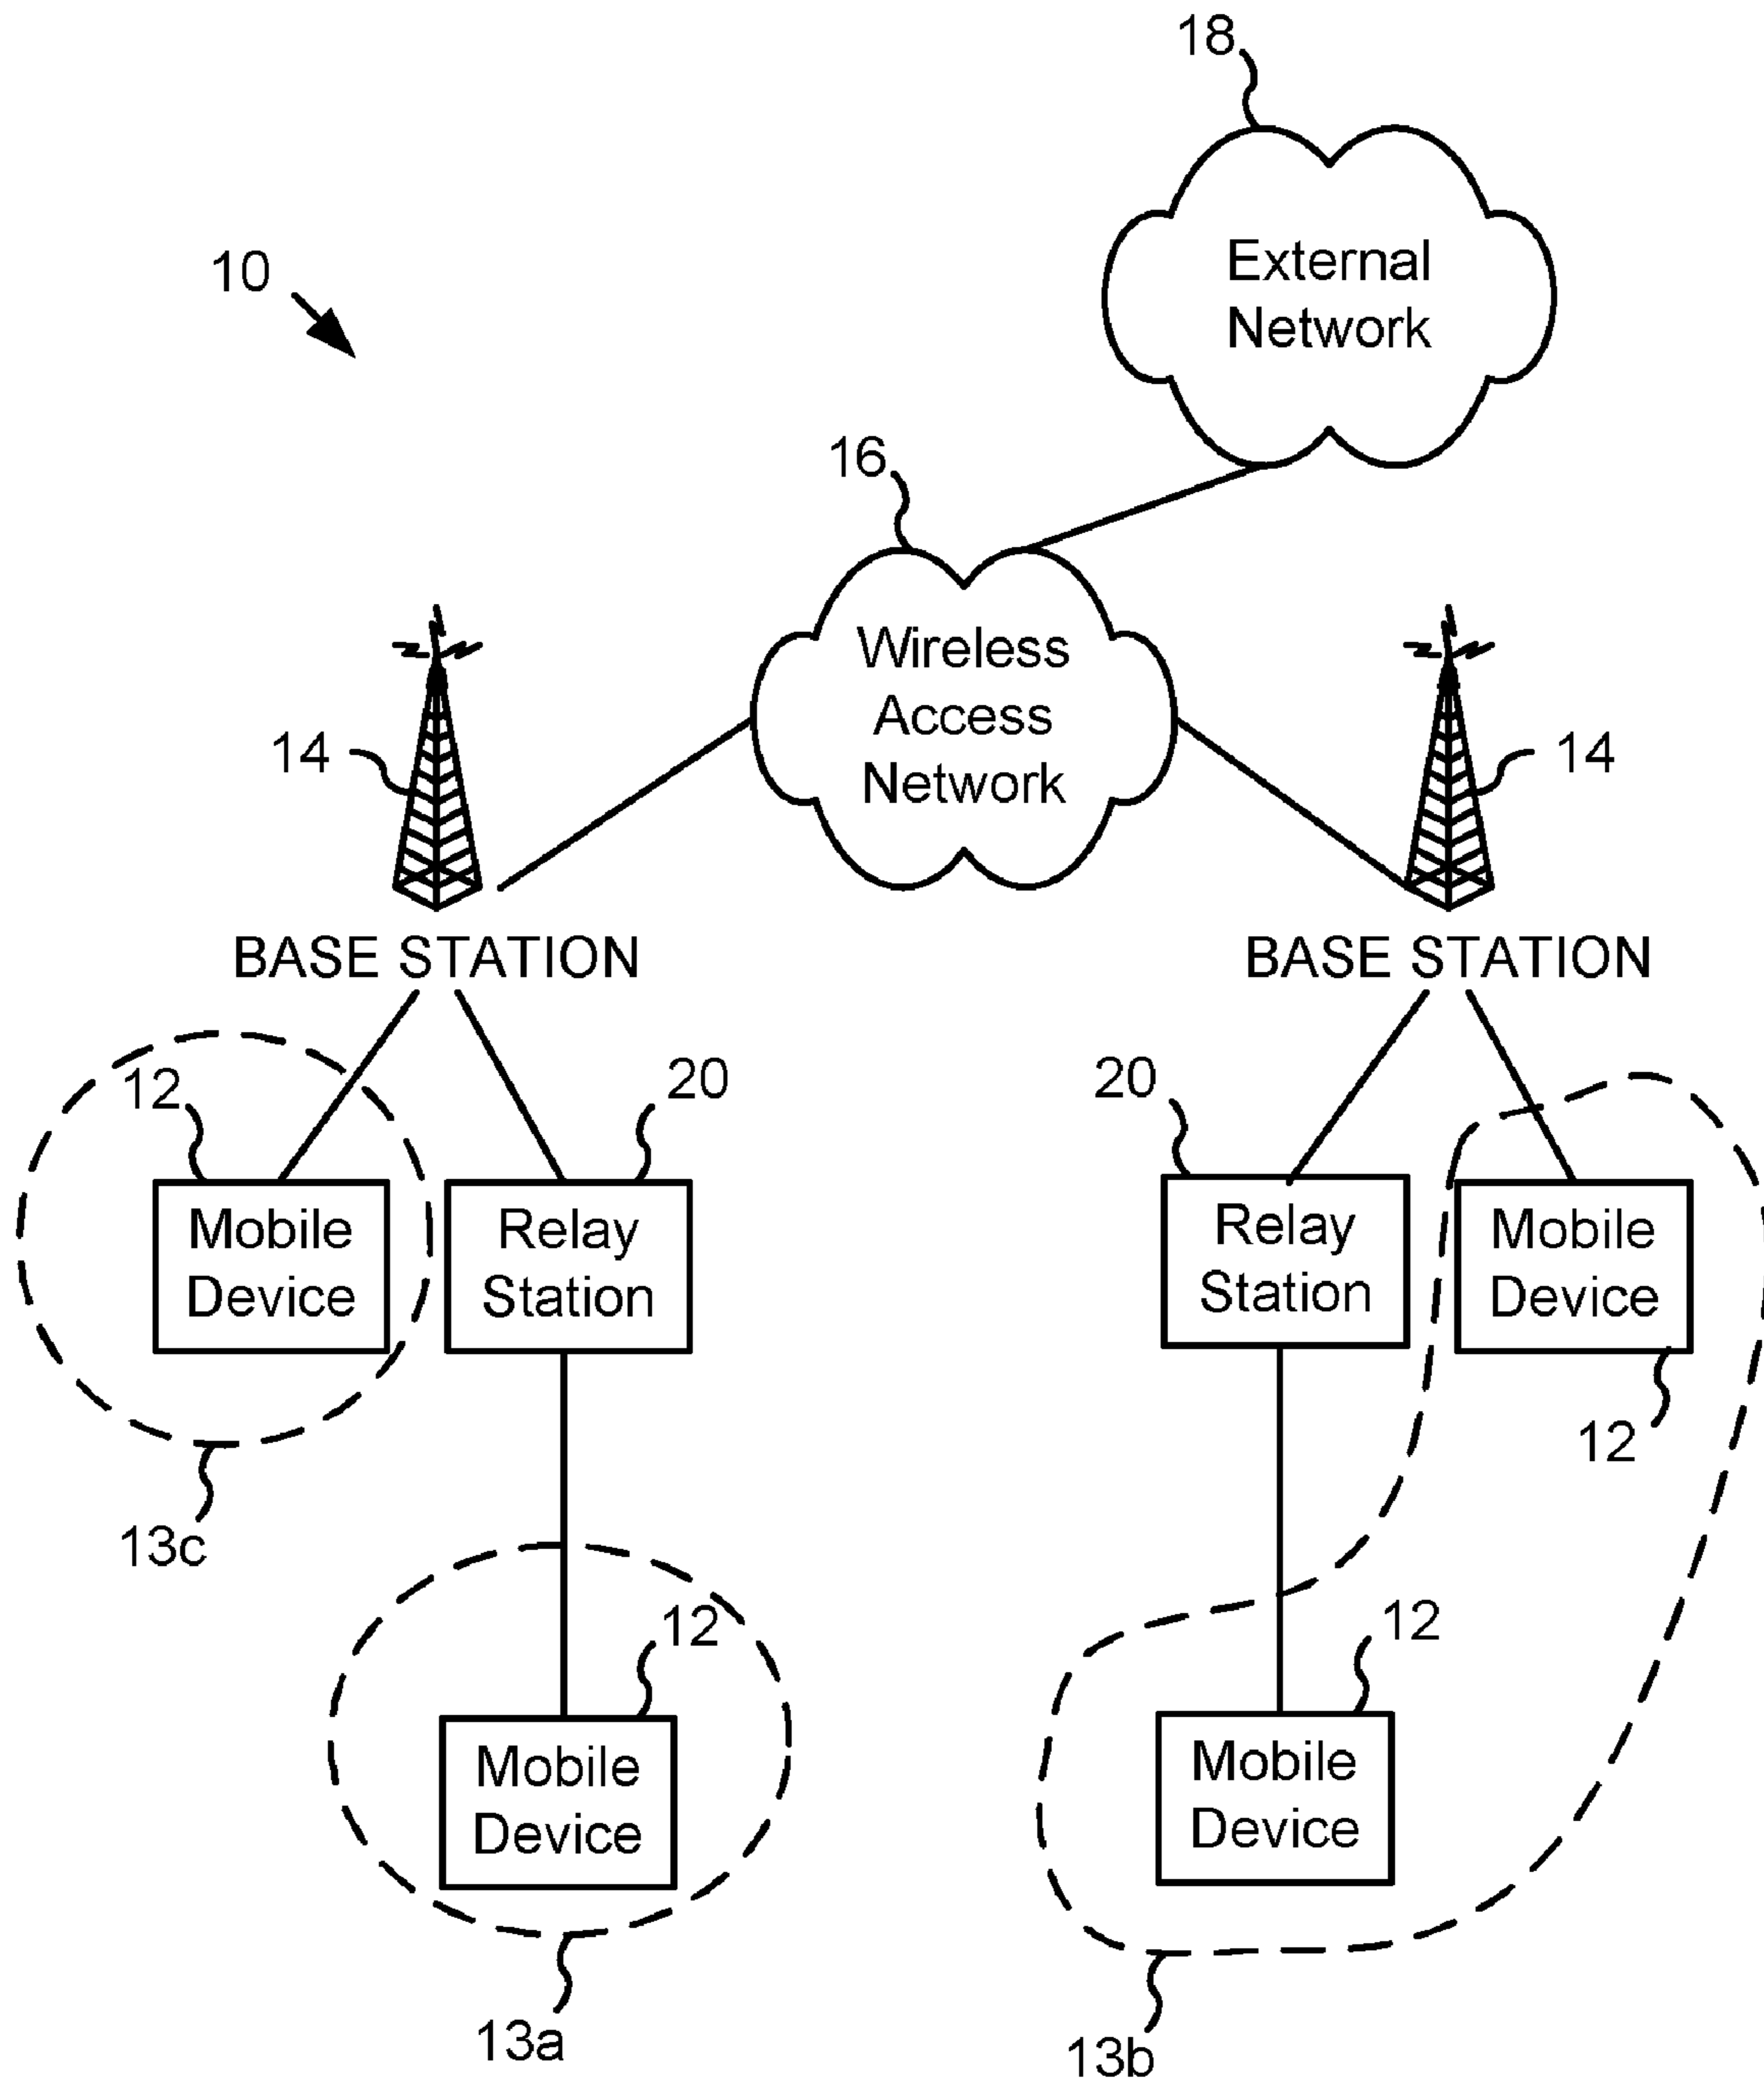 18
10
External
Network
16
Wireless
Access
Network
14
14
BASE STATION
BASE STATION
12
20
20
Mobile
Device
Relay
Station
Relay
Station
Mobile
Device
12
13c
12
12
Mobile
Device
Mobile
Device
13a
13b